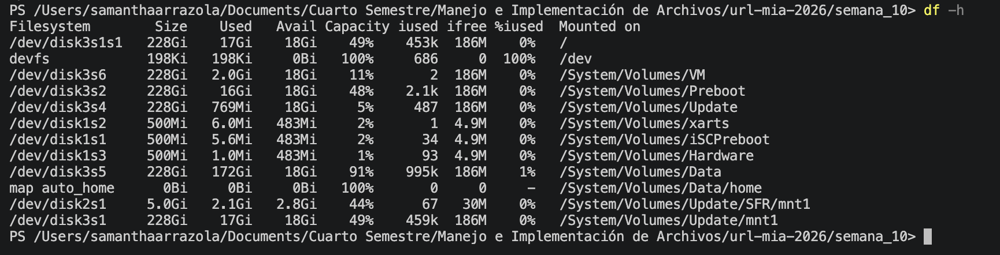 PS /Users/samanthaarrazola/Documents/Cuarto Semestre/Manejo e Implementación de Archivos/url-mia-2026/semana_10> df -h
Filesystem        Size    Used   Avail Capacity iused ifree %iused  Mounted on
/dev/disk3s1s1   228Gi    17Gi    18Gi    49%    453k  186M    0%   /
devfs            198Ki   198Ki     0Bi   100%     686     0  100%   /dev
/dev/disk3s6     228Gi   2.0Gi    18Gi    11%       2  186M    0%   /System/Volumes/VM
/dev/disk3s2     228Gi    16Gi    18Gi    48%    2.1k  186M    0%   /System/Volumes/Preboot
/dev/disk3s4     228Gi   769Mi    18Gi     5%     487  186M    0%   /System/Volumes/Update
/dev/disk1s2     500Mi   6.0Mi   483Mi     2%       1  4.9M    0%   /System/Volumes/xarts
/dev/disk1s1     500Mi   5.6Mi   483Mi     2%      34  4.9M    0%   /System/Volumes/iSCPreboot
/dev/disk1s3     500Mi   1.0Mi   483Mi     1%      93  4.9M    0%   /System/Volumes/Hardware
/dev/disk3s5     228Gi   172Gi    18Gi    91%    995k  186M    1%   /System/Volumes/Data
map auto_home      0Bi     0Bi     0Bi   100%       0     0     -   /System/Volumes/Data/home
/dev/disk2s1     5.0Gi   2.1Gi   2.8Gi    44%      67   30M    0%   /System/Volumes/Update/SFR/mnt1
/dev/disk3s1     228Gi    17Gi    18Gi    49%    459k  186M    0%   /System/Volumes/Update/mnt1
PS /Users/samanthaarrazola/Documents/Cuarto Semestre/Manejo e Implementación de Archivos/url-mia-2026/semana_10>